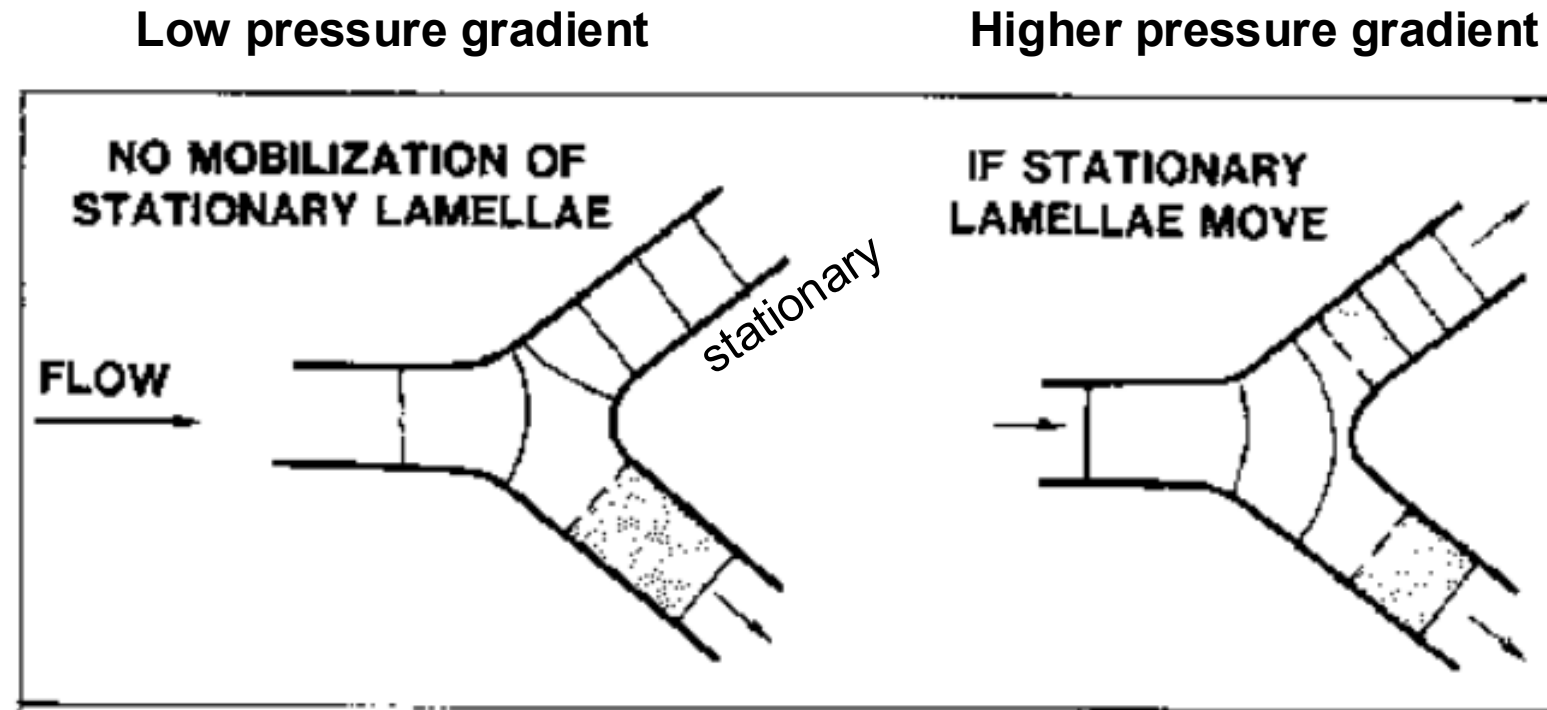 Low pressure gradient
Higher pressure gradient
NO MOBILIZATION OF
STATIONARY LAMELLAE
stationary
FLOW
IF STATIONARY
LAMELLAE MOVE